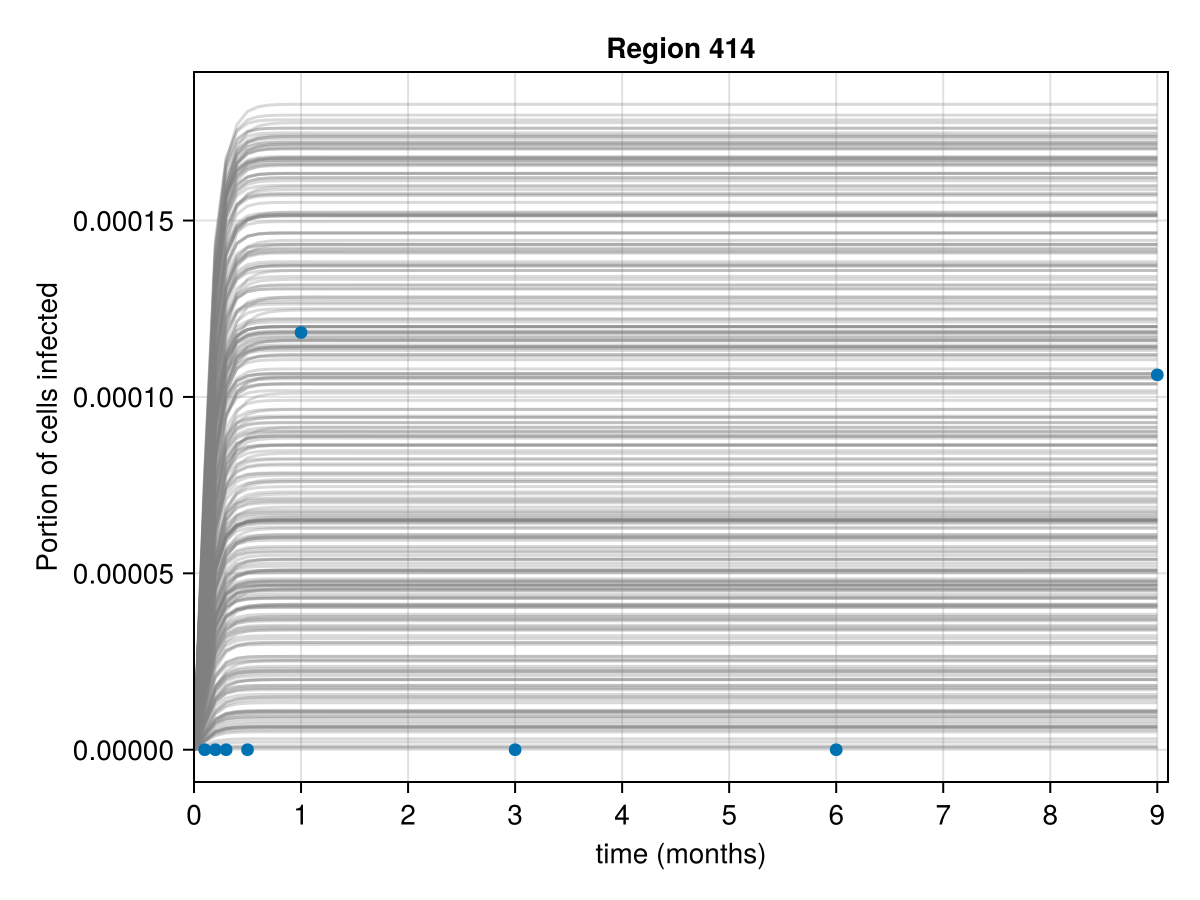 Region 414
Portion of cells infected
0.00015
0.00010
0.00005
0.00000
0 1 2 3 4 5 6 7 8 9
time (months)